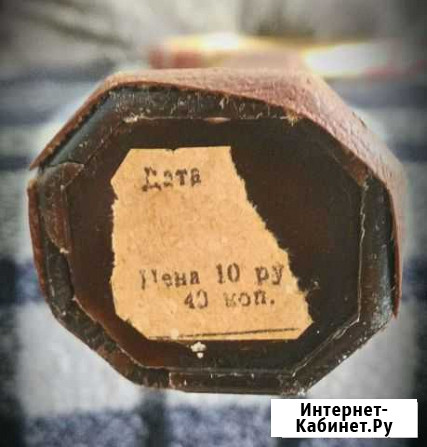 Дата
Цена 10 ру
40 коп.
Интернет-
Кабинет.Ру